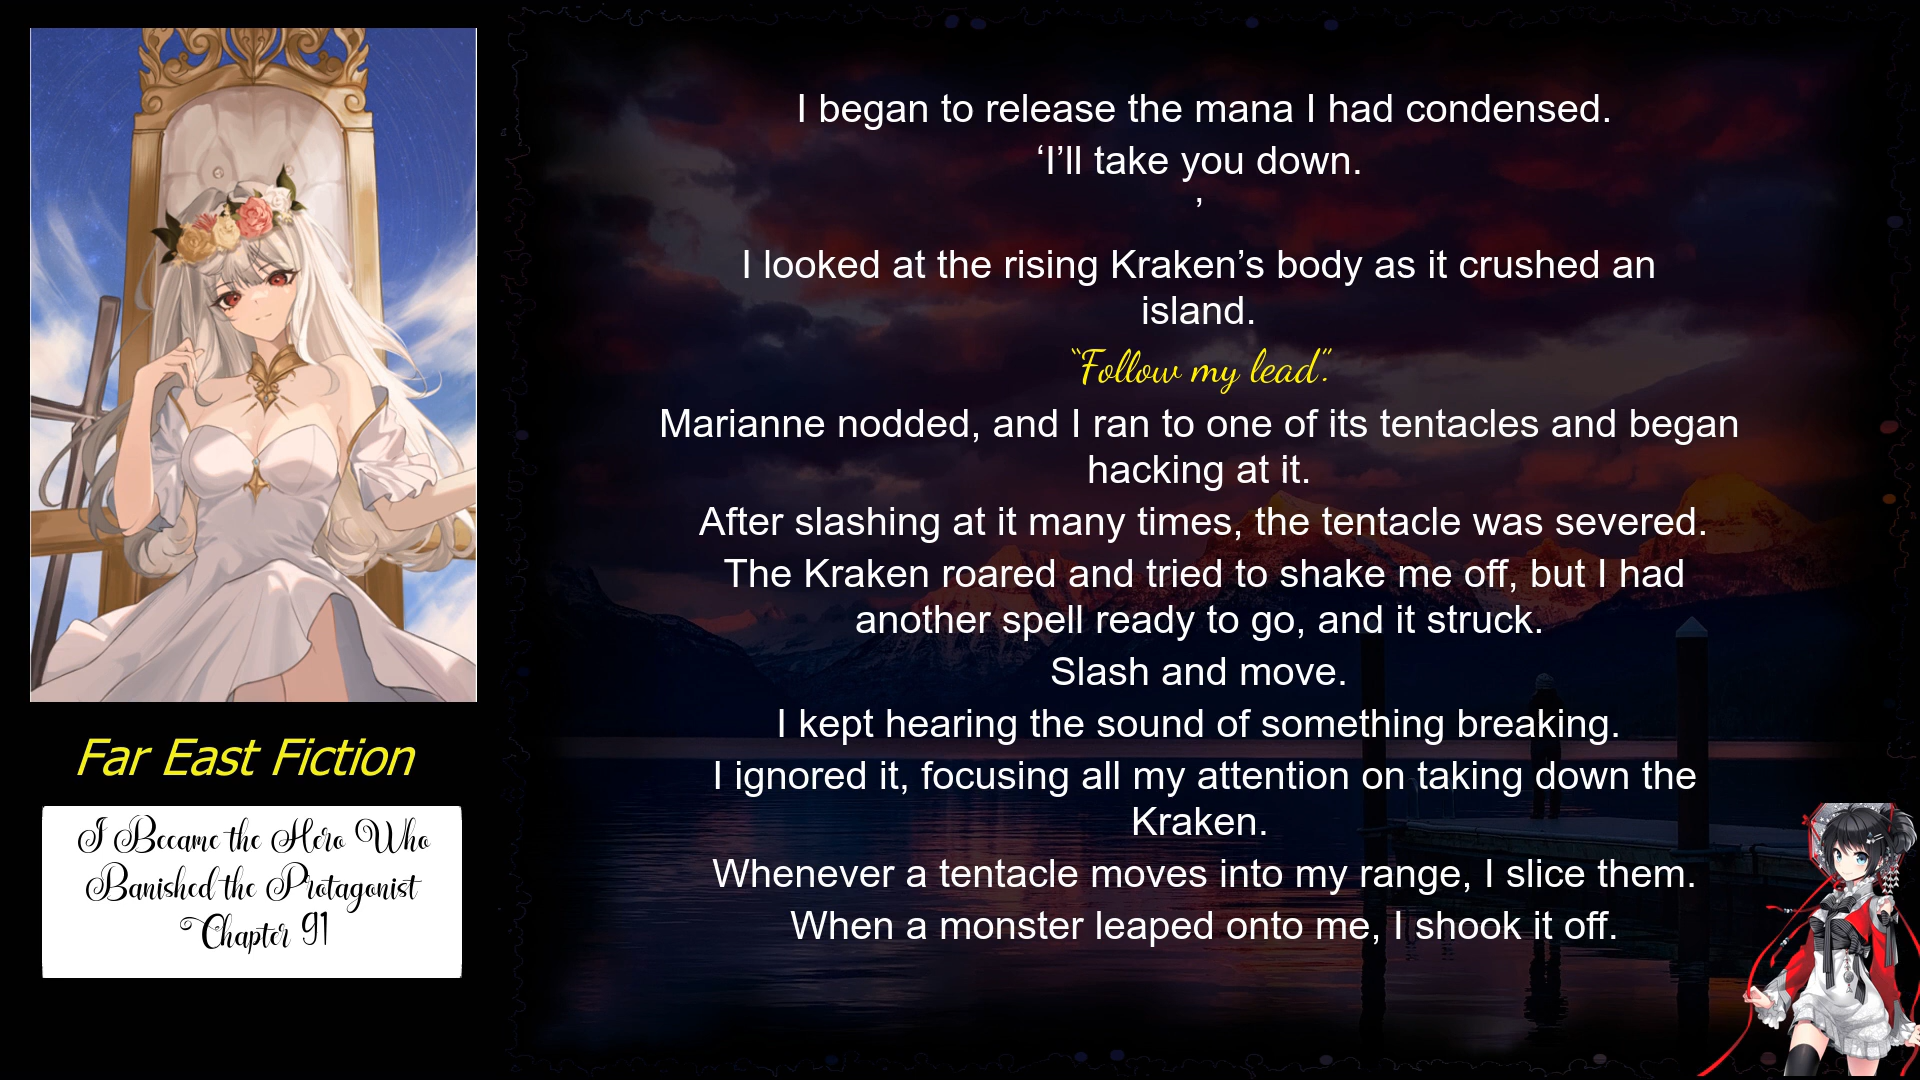 I began to release the mana I had condensed.
‘I’ll take you down.
’
I looked at the rising Kraken’s body as it crushed an
island.
“Follow my lead”.
Marianne nodded, and I ran to one of its tentacles and began
hacking at it.
After slashing at it many times, the tentacle was severed.
The Kraken roared and tried to shake me off, but I had
another spell ready to go, and it struck.
Slash and move.
I kept hearing the sound of something breaking.
I ignored it, focusing all my attention on taking down the
Kraken.
Whenever a tentacle moves into my range, I slice them.
When a monster leaped onto me, I shook it off.
Far East Fiction
I Became the Hero Who
Banished the Protagonist
Chapter 91